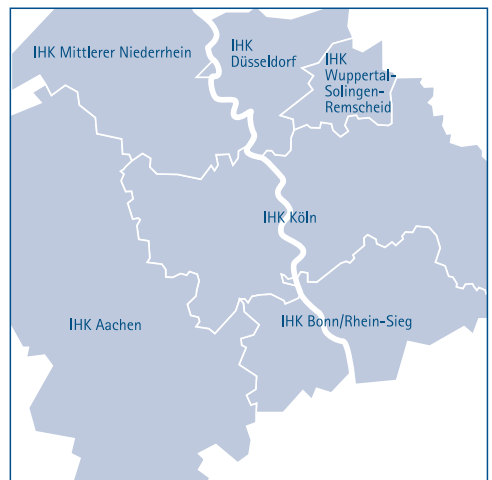 IHK Mittlerer Niederrhein
IHK
Düsseldorf
IHK
Wuppertal-
Solingen-
Remscheid
IHK Köln
IHK Aachen
IHK Bonn/Rhein-Sieg